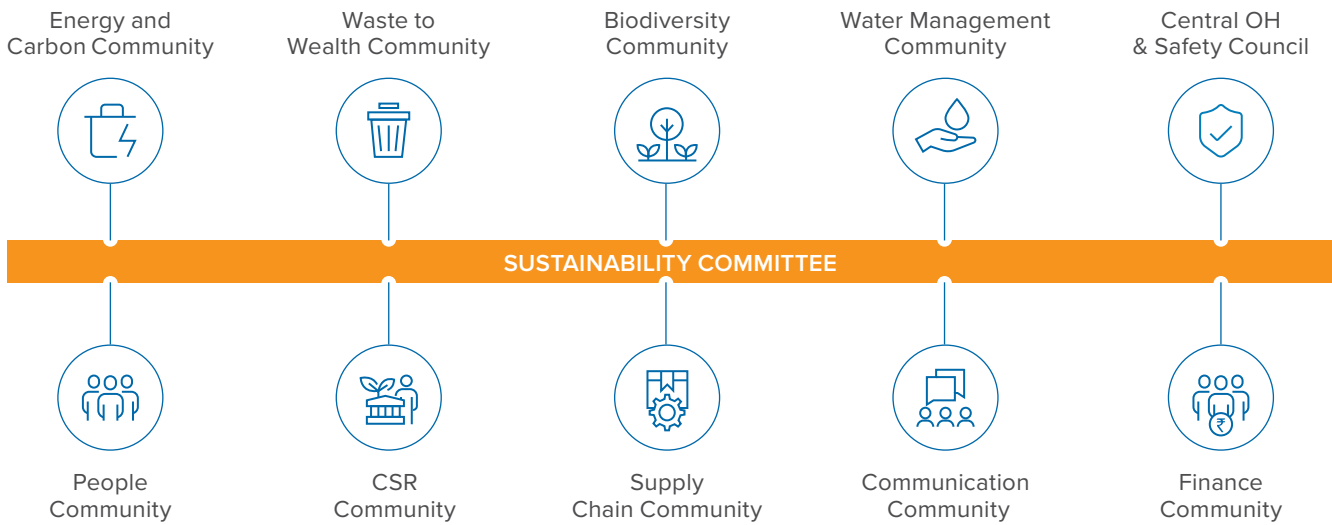 Energy and
Carbon Community
Waste to
Wealth Community
Biodiversity
Community
Water Management
Community
Central OH
& Safety Council
SUSTAINABILITY COMMITTEE
People
Community
CSR
Community
Supply
Chain Community
Communication
Community
₹
Finance
Community